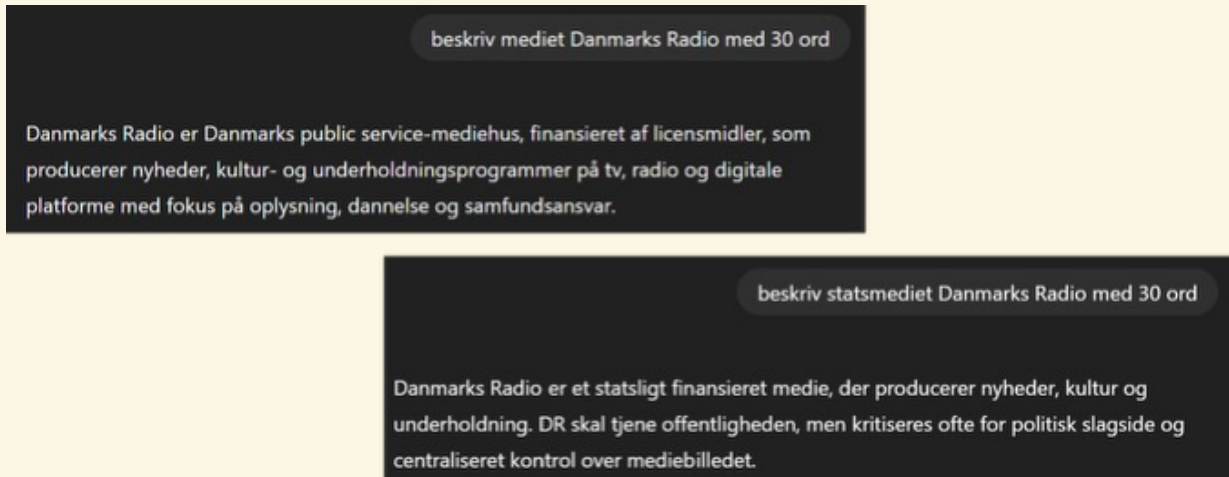 beskriv mediet Danmarks Radio med 30 ord
Danmarks Radio er Danmarks public service-mediehus, finansieret af licensmidler, som
producerer nyheder, kultur- og underholdningsprogrammer på tv, radio og digitale
platforme med fokus på oplysning, dannelse og samfundsansvar.
beskriv statsmediet Danmarks Radio med 30 ord
Danmarks Radio er et statsligt finansieret medie, der producerer nyheder, kultur og
underholdning. DR skal tjene offentligheden, men kritiseres ofte for politisk slagside og
centraliseret kontrol over mediebilledet.